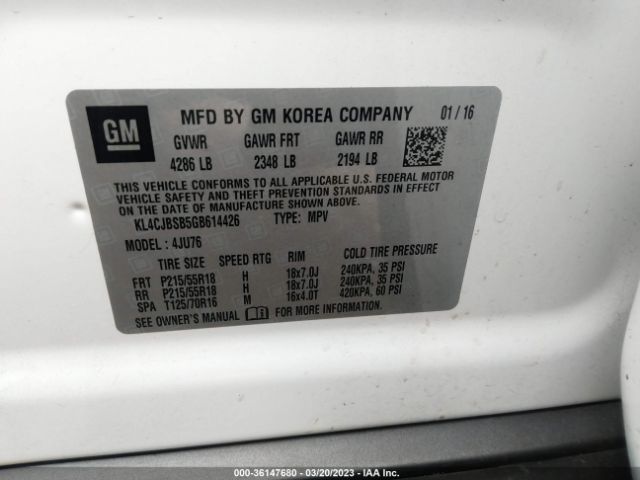 GM
MFD BY GM KOREA COMPANY 01 / 16
GVWR GAWR FRT GAWR RR
4286 LB 2348 LB 2194 LB
THIS VEHICLE CONFORMS TO ALL APPLICABLE U.S. FEDERAL MOTOR
VEHICLE SAFETY AND THEFT PREVENTION STANDARDS IN EFFECT
ON THE DATE OF MANUFACTURE SHOWN ABOVE.
KL4CJBSB5GB614426 TYPE: MPV
MODEL: 4JU76
TIRE SIZE SPEED RTG RIM COLD TIRE PRESSURE
FRT P215/55R18 H 18x7.0J 240KPA, 35 PSI
RR P215/55R18 H 18x7.0J 240KPA, 35 PSI
SPA T125/70R16 M 16x4.0T 420KPA, 60 PSI
SEE OWNER'S MANUAL FOR MORE INFORMATION.
000-36147680 - 03/20/2023 - IAA Inc.